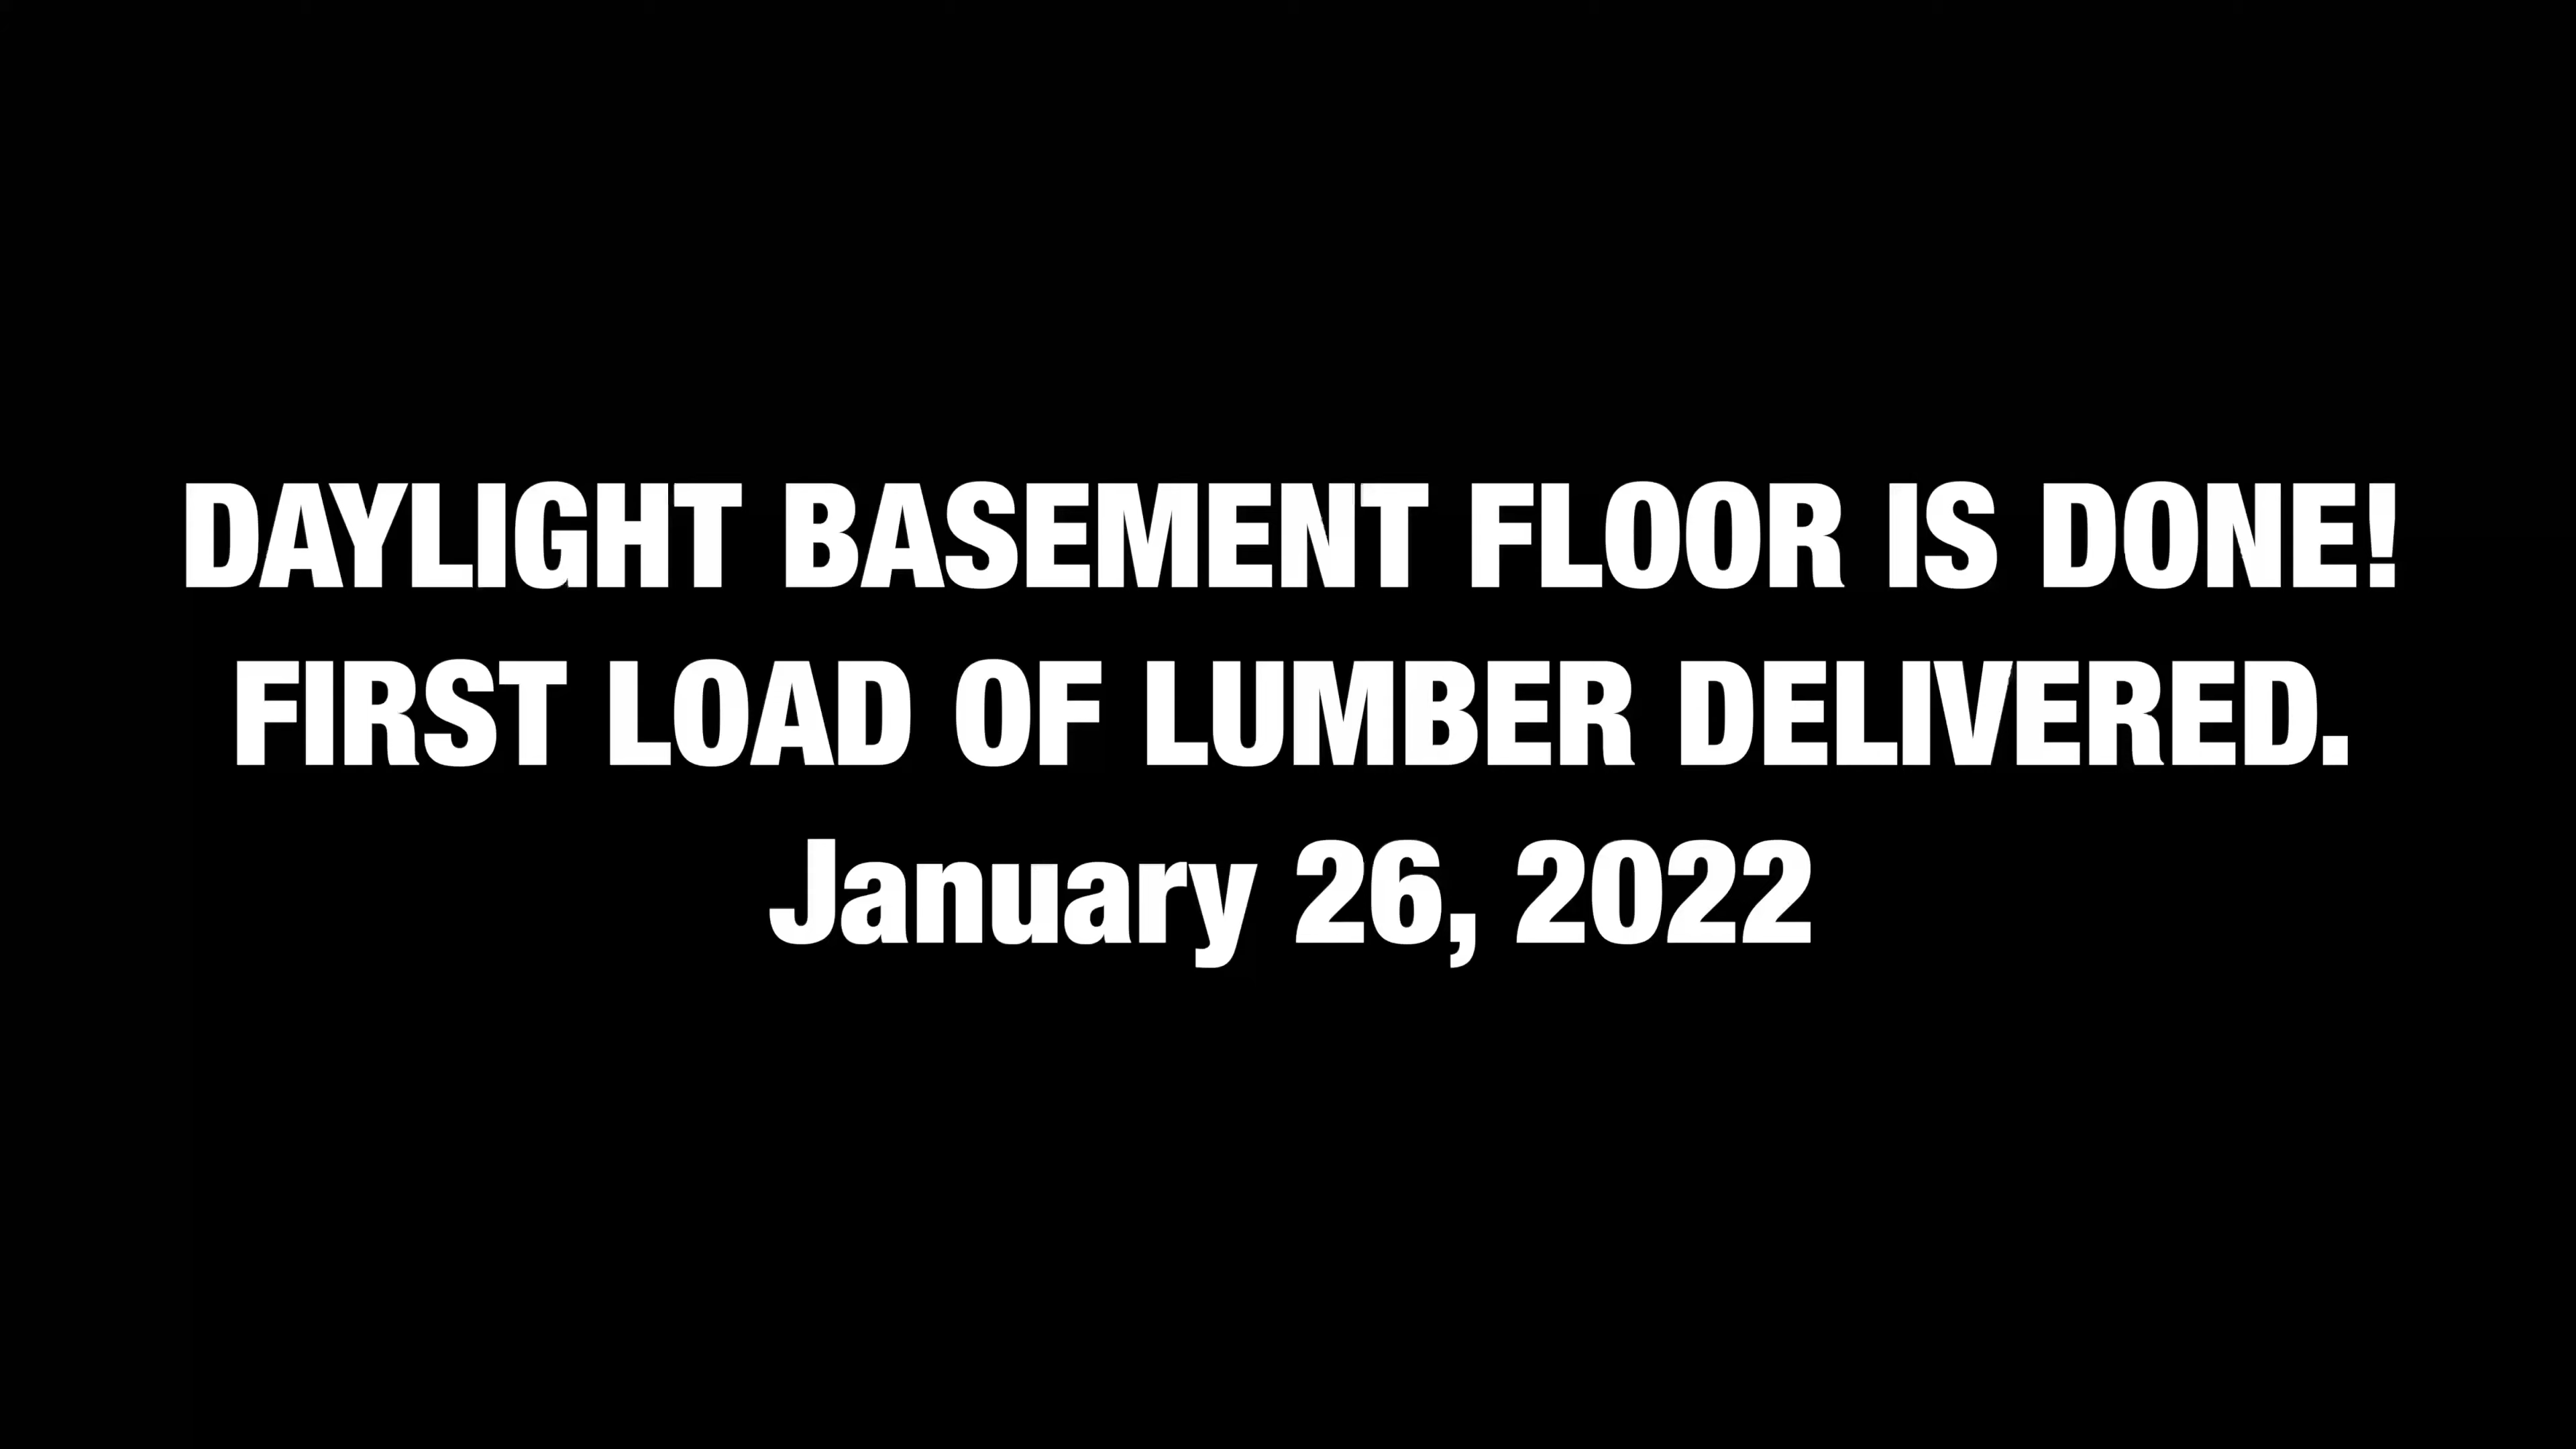 DAYLIGHT BASEMENT FLOOR IS DONE!
FIRST LOAD OF LUMBER DELIVERED.
January 26, 2022